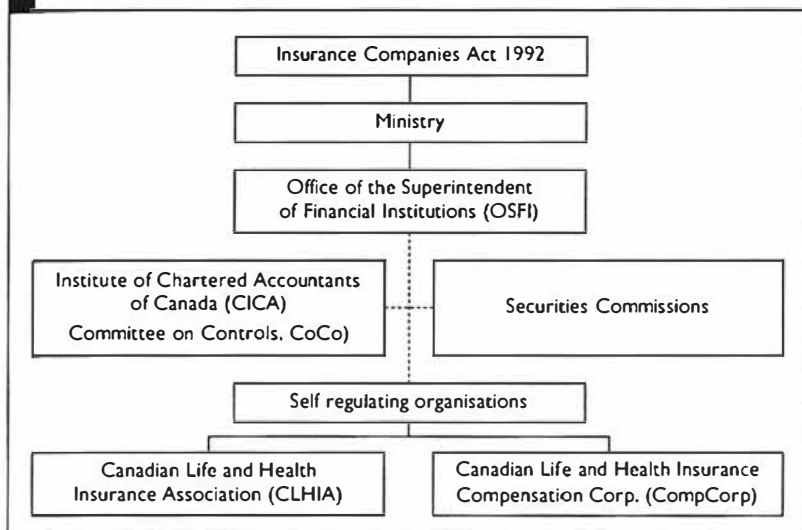 Insurance Companies Act 1992
Ministry
Office of the Superintendent
of Financial Institutions (OSFI)
Institute of Chartered Accountants
of Canada (CICA)
Committee on Controls, CoCo)
Securities Commissions
Self regulating organisations
Canadian Life and Health
Insurance Association (CLHIA)
Canadian Life and Health Insurance
Compensation Corp. (CompCorp)